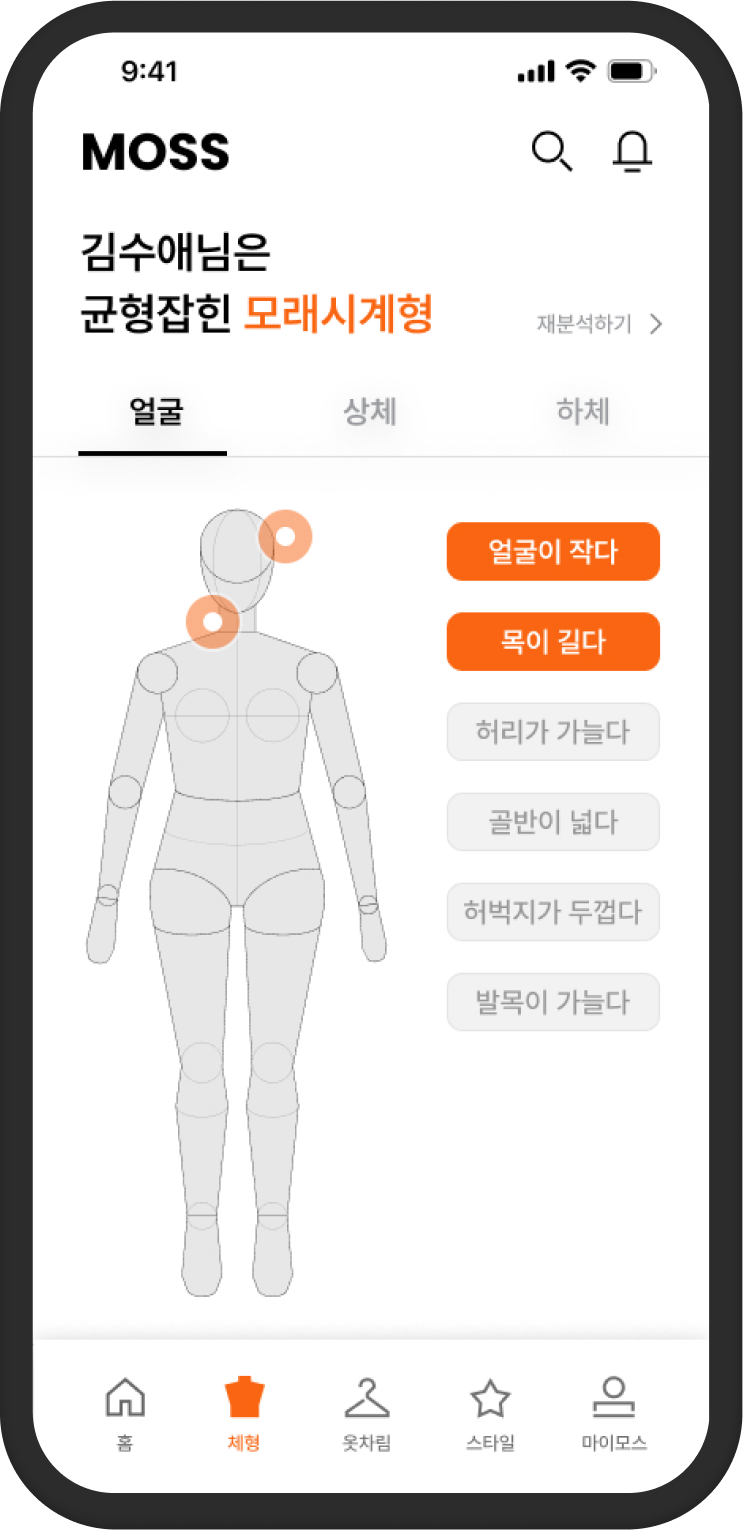 9:41
MOSS
김수애님은
균형잡힌 모래시계형
재분석하기
얼굴 상체 하체
얼굴이 작다
목이 길다
허리가 가늘다
골반이 넓다
허벅지가 두껍다
발목이 가늘다
홈 체형 옷차림 스타일 마이모스